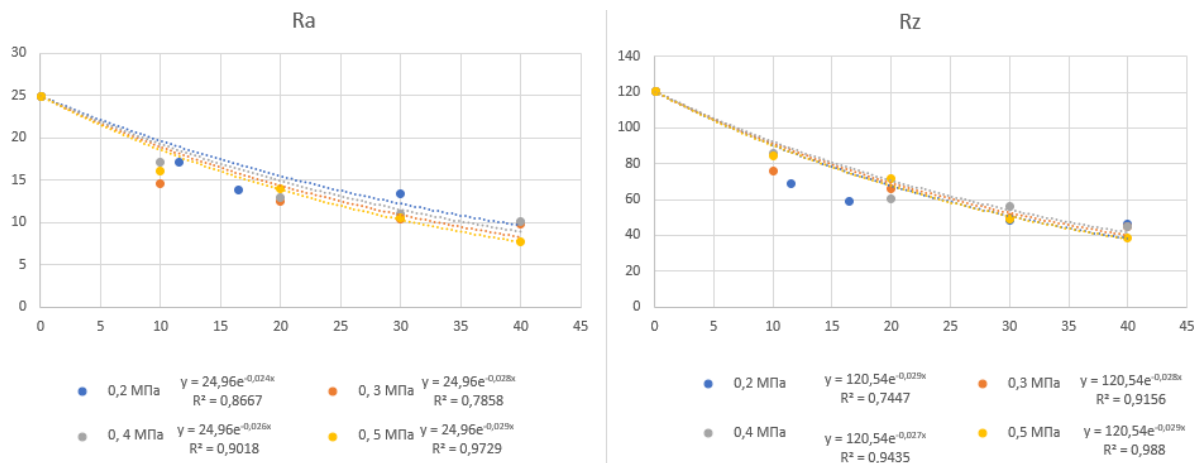 Ra
30
25
20
15
10
5
0
0 5 10 15 20 25 30 35 40 45
0,2 МПа y = 24,96e^-0,024x
R² = 0,8667
0, 3 МПа y = 24,96e^-0,028x
R² = 0,7858
0, 4 МПа y = 24,96e^-0,026x
R² = 0,9018
0, 5 МПа y = 24,96e^-0,029x
R² = 0,9729
Rz
140
120
100
80
60
40
20
0
0 5 10 15 20 25 30 35 40 45
0,2 МПа y = 120,54e^-0,029x
R² = 0,7447
0,3 МПа y = 120,54e^-0,028x
R² = 0,9156
0,4 МПа y = 120,54e^-0,027x
R² = 0,9435
0,5 МПа y = 120,54e^-0,029x
R² = 0,988